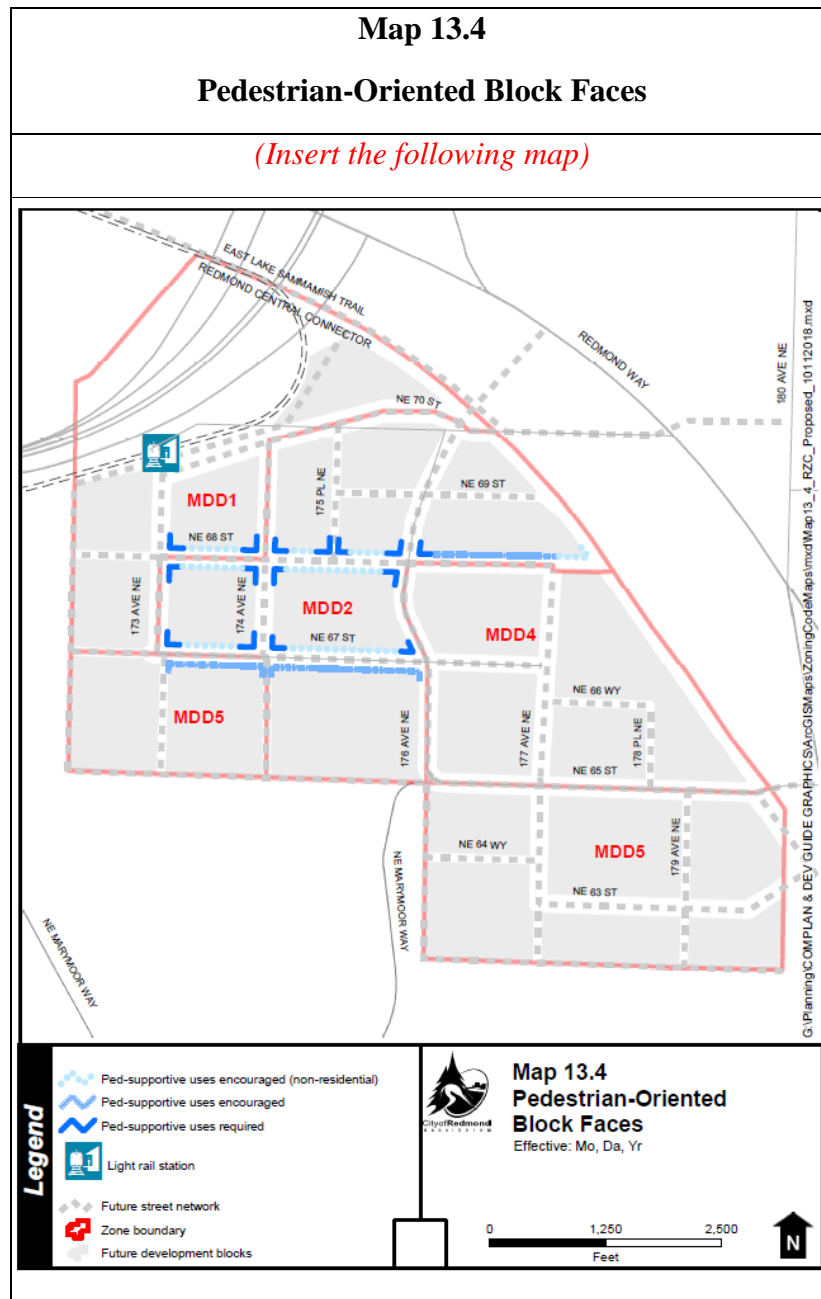 Map 13.4
Pedestrian-Oriented Block Faces
(Insert the following map)
EAST LAKE SAMMAMISH TRAIL
REDMOND CENTRAL CONNECTOR
REDMOND WAY
180 AVE NE
NE 70 ST
175 PL NE
NE 69 ST
MDD1
NE 68 ST
173 AVE NE
174 AVE NE
MDD2
NE 67 ST
MDD4
MDD5
176 AVE NE
177 AVE NE
NE 66 WY
178 PL NE
NE 65 ST
NE 64 WY
MDD5
179 AVE NE
NE 63 ST
NE MARYMOOR WAY
NE MARYMOOR WAY
G:\Planning\COMPLAN & DEV GUIDE GRAPHICS\ArcGISMaps\ZoningCodeMaps\mxd\Map13_4_RZC_Proposed_10112018.mxd
Legend
Ped-supportive uses encouraged (non-residential)
Ped-supportive uses encouraged
Ped-supportive uses required
Light rail station
Future street network
Zone boundary
Future development blocks
CityofRedmond
WASHINGTON
Map 13.4
Pedestrian-Oriented
Block Faces
Effective: Mo, Da, Yr
0 1,250 2,500
Feet
N